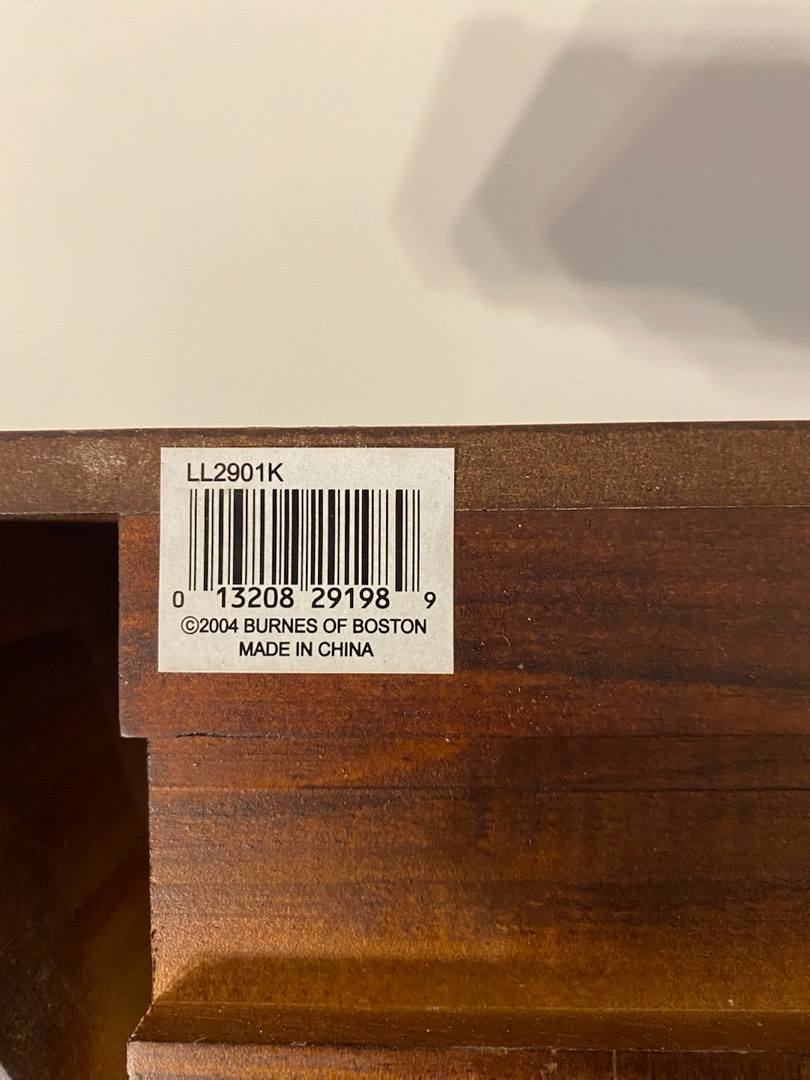 LL2901K
0 13208 29198 9
©2004 BURNES OF BOSTON
MADE IN CHINA